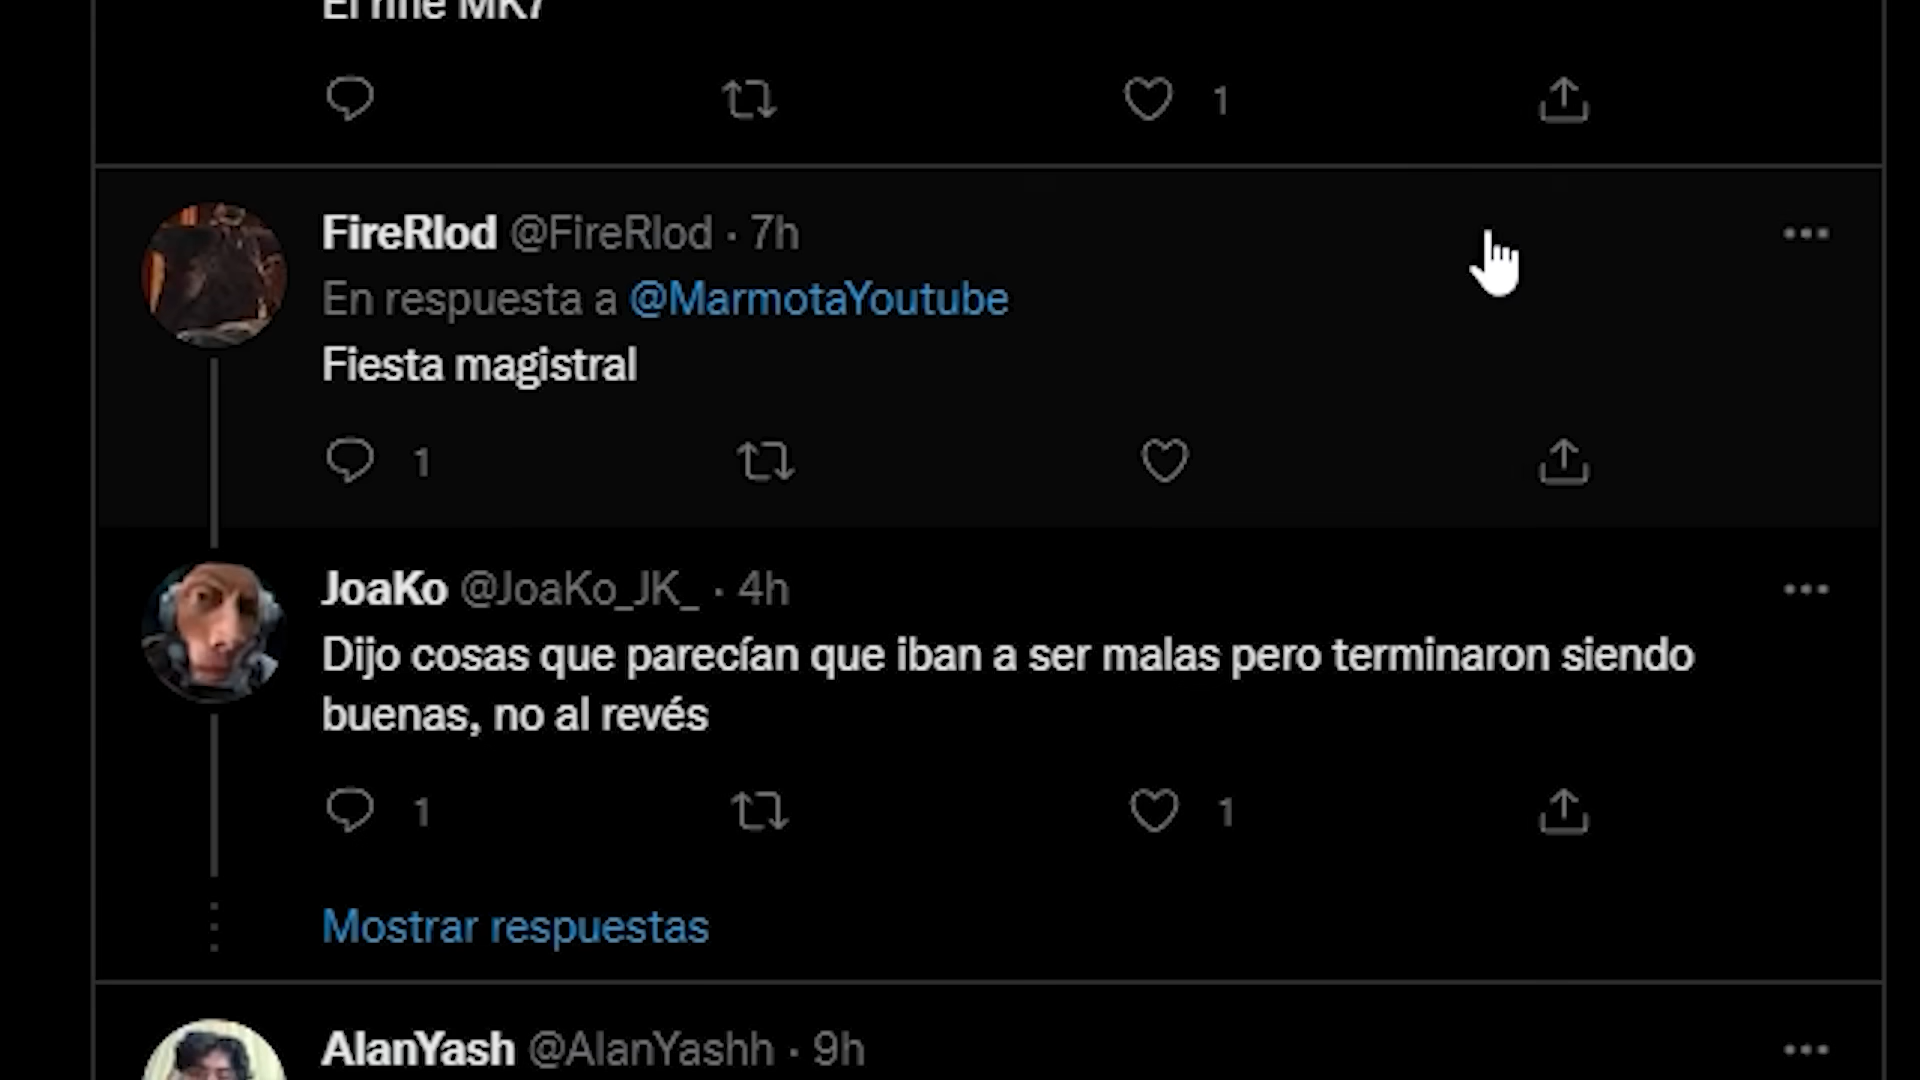 El rifle MK7
1
FireRlod @FireRlod · 7h
En respuesta a @MarmotaYoutube
Fiesta magistral
1
JoaKo @JoaKo_JK_ · 4h
Dijo cosas que parecían que iban a ser malas pero terminaron siendo
buenas, no al revés
1 1
Mostrar respuestas
AlanYash @AlanYashh · 9h